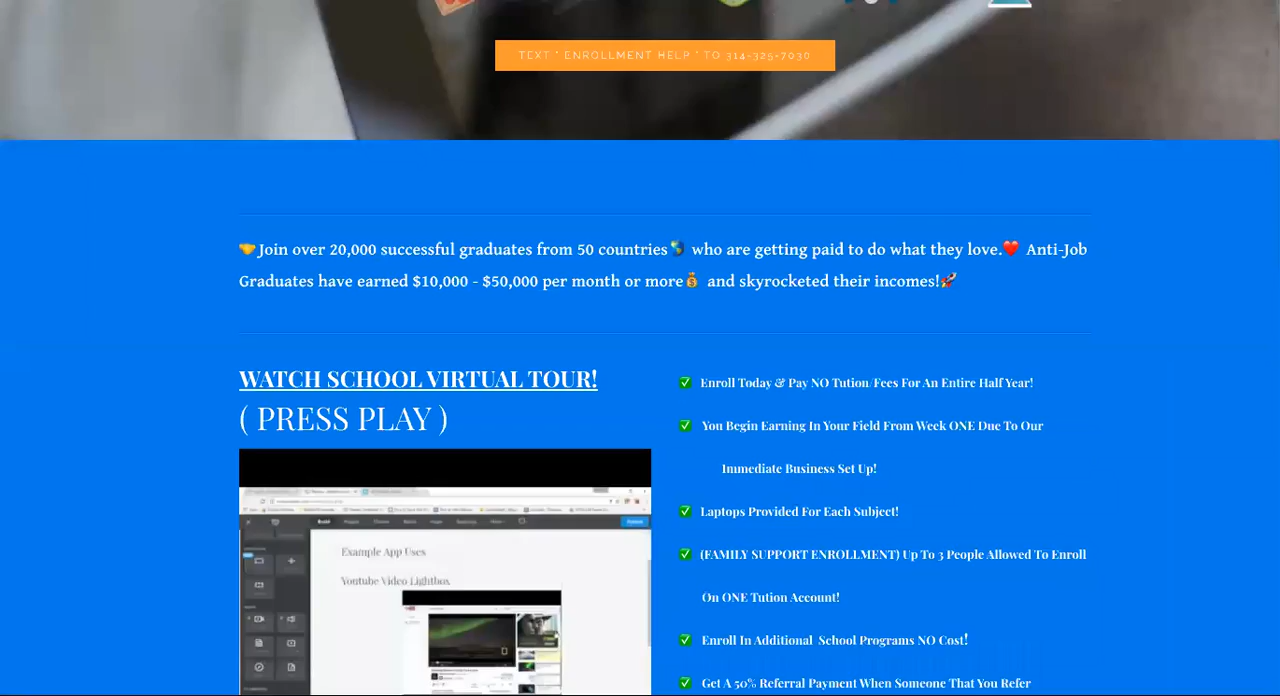 TEXT " ENROLLMENT HELP " TO 314-325-7030
🤝Join over 20,000 successful graduates from 50 countries🌎 who are getting paid to do what they love.❤️ Anti-Job
Graduates have earned $10,000 - $50,000 per month or more💰 and skyrocketed their incomes!🚀
WATCH SCHOOL VIRTUAL TOUR!
( PRESS PLAY )
Example App Uses
Youtube Video Lightbox
✅ Enroll Today & Pay NO Tution/Fees For An Entire Half Year!
✅ You Begin Earning In Your Field From Week ONE Due To Our
Immediate Business Set Up!
✅ Laptops Provided For Each Subject!
✅ (FAMILY SUPPORT ENROLLMENT) Up To 3 People Allowed To Enroll
On ONE Tution Account!
✅ Enroll In Additional School Programs NO Cost!
✅ Get A 50% Referral Payment When Someone That You Refer